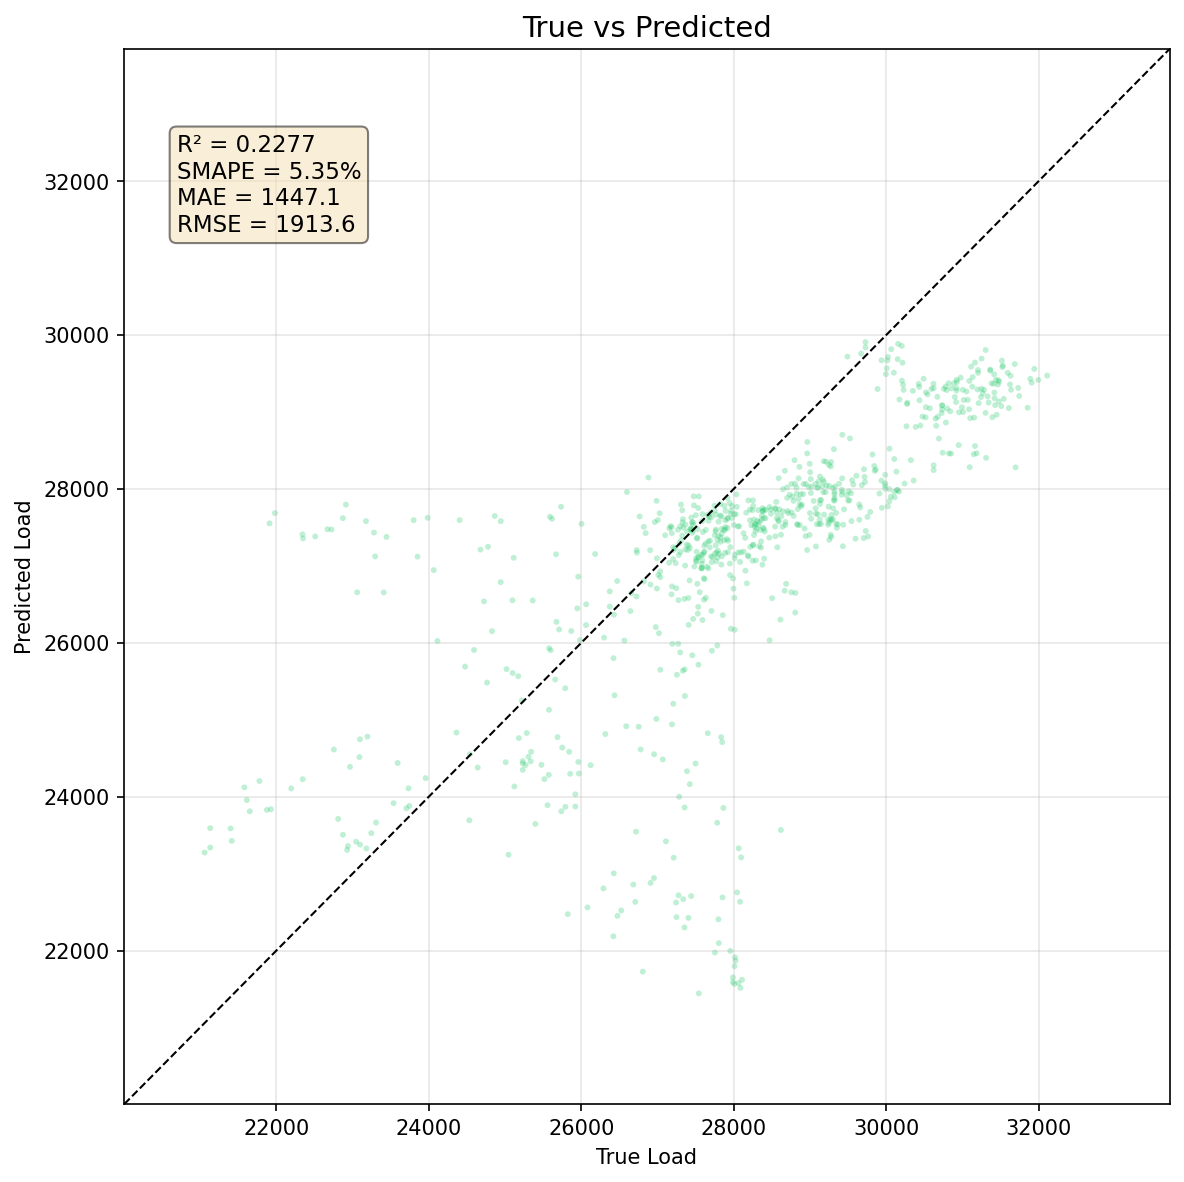 True vs Predicted
R² = 0.2277
SMAPE = 5.35%
MAE = 1447.1
RMSE = 1913.6
32000
30000
28000
26000
24000
22000
Predicted Load
22000 24000 26000 28000 30000 32000
True Load